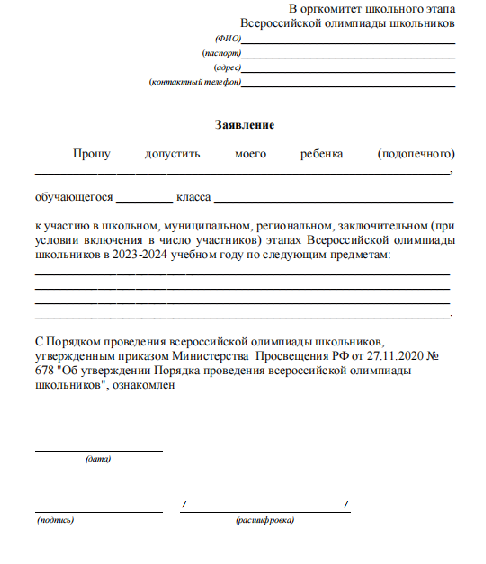 В оргкомитет школьного этапа
Всероссийской олимпиады школьников
(ФИО)
(паспорт)
(адрес)
(контактный телефон)
Заявление
Прошу допустить моего ребенка (подопечного)
,
обучающегося _________ класса
к участию в школьном, муниципальном, региональном, заключительном (при
условии включения в число участников) этапах Всероссийской олимпиады
школьников в 2023-2024 учебном году по следующим предметам:
.
С Порядком проведения всероссийской олимпиады школьников,
утвержденным приказом Министерства Просвещения РФ от 27.11.2020 №
678 "Об утверждении Порядка проведения всероссийской олимпиады
школьников", ознакомлен
(дата)
/ /
(подпись) (расшифровка)